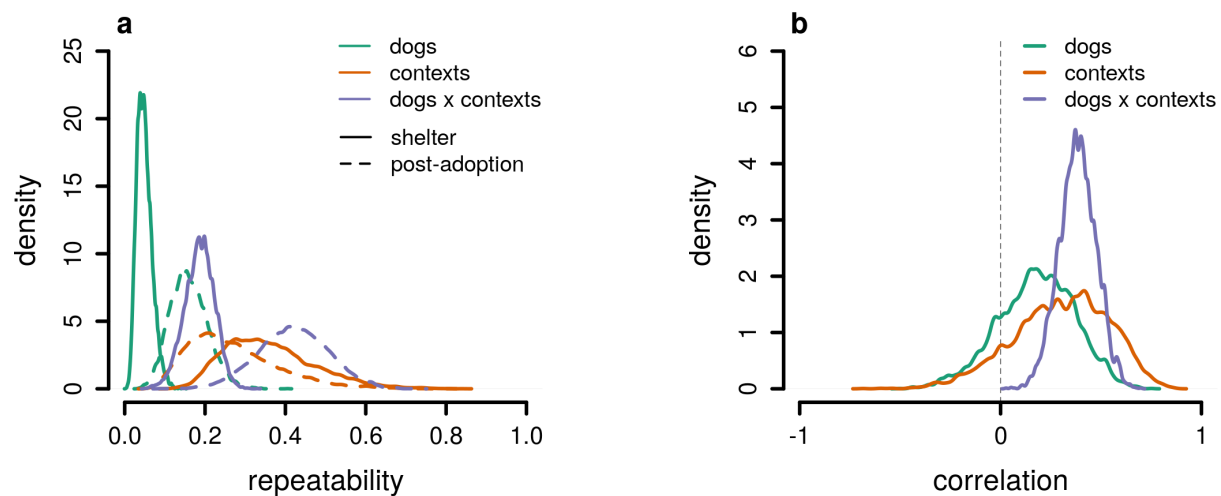 a
25
20
15
10
5
0
density
dogs
contexts
dogs x contexts
shelter
post-adoption
0.0 0.2 0.4 0.6 0.8 1.0
repeatability
b
6
5
4
3
2
1
0
density
dogs
contexts
dogs x contexts
-1 0 1
correlation